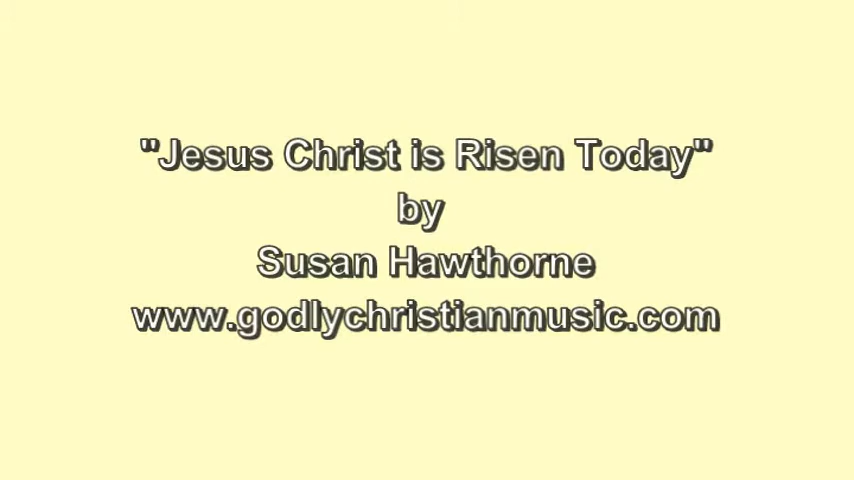 "Jesus Christ is Risen Today"
by
Susan Hawthorne
www.godlychristianmusic.com